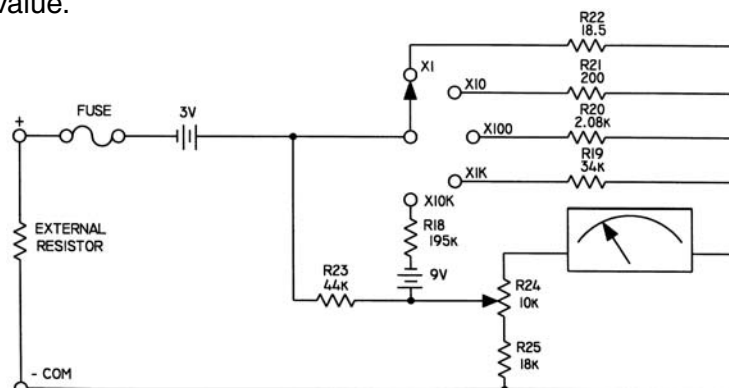 value.
R22
18.5
X1
R21
200
X10
FUSE
3V
R20
2.08K
+
X100
R19
34K
X1K
X10K
EXTERNAL
RESISTOR
R18
195K
9V
R23
44K
R24
10K
R25
18K
- COM